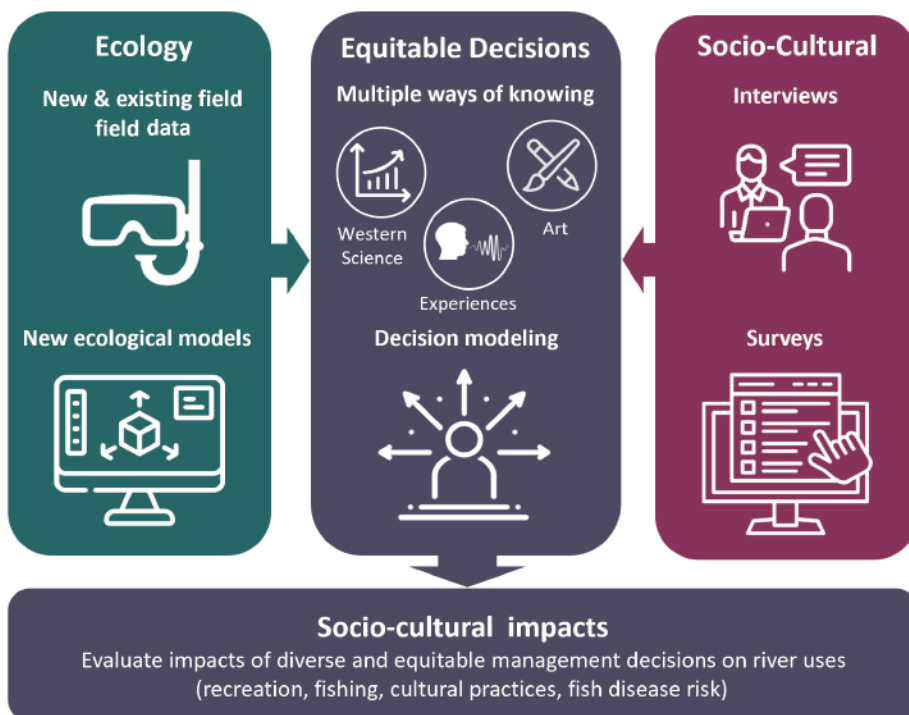 Ecology
New & existing field
field data
New ecological models
Equitable Decisions
Multiple ways of knowing
Western
Science
Art
Experiences
Decision modeling
Socio-Cultural
Interviews
Surveys
Socio-cultural impacts
Evaluate impacts of diverse and equitable management decisions on river uses
(recreation, fishing, cultural practices, fish disease risk)